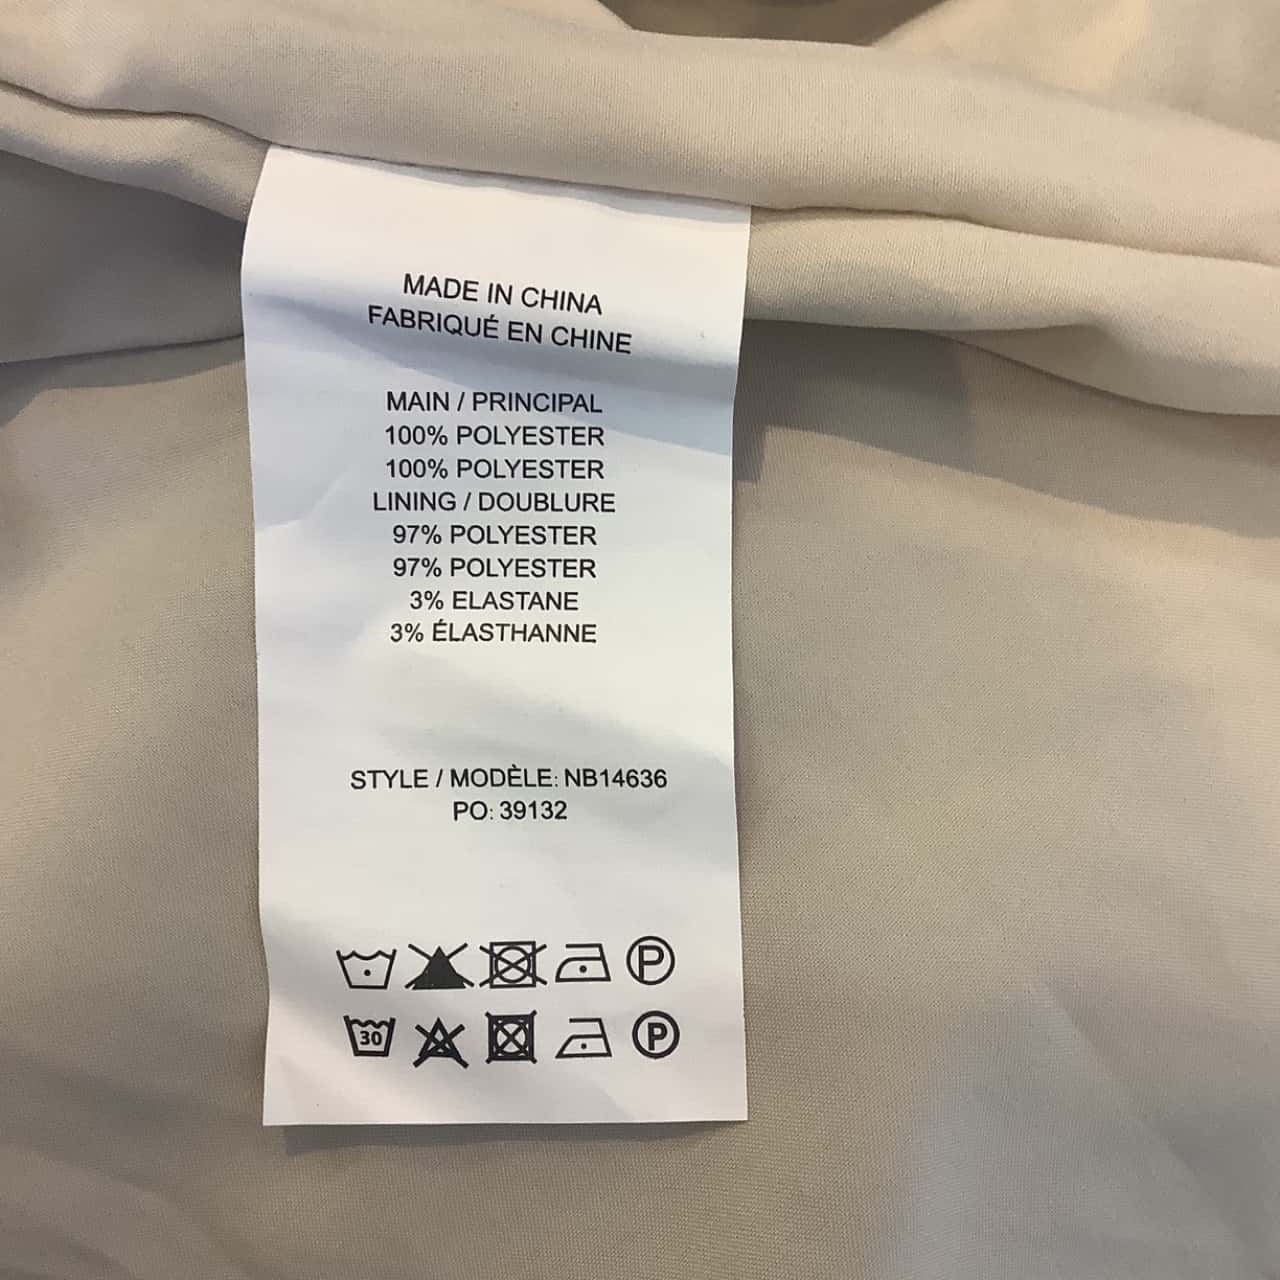 MADE IN CHINA
FABRIQUÉ EN CHINE
MAIN / PRINCIPAL
100% POLYESTER
100% POLYESTER
LINING / DOUBLURE
97% POLYESTER
97% POLYESTER
3% ELASTANE
3% ÉLASTHANNE
STYLE / MODÈLE: NB14636
PO: 39132
P
30 P